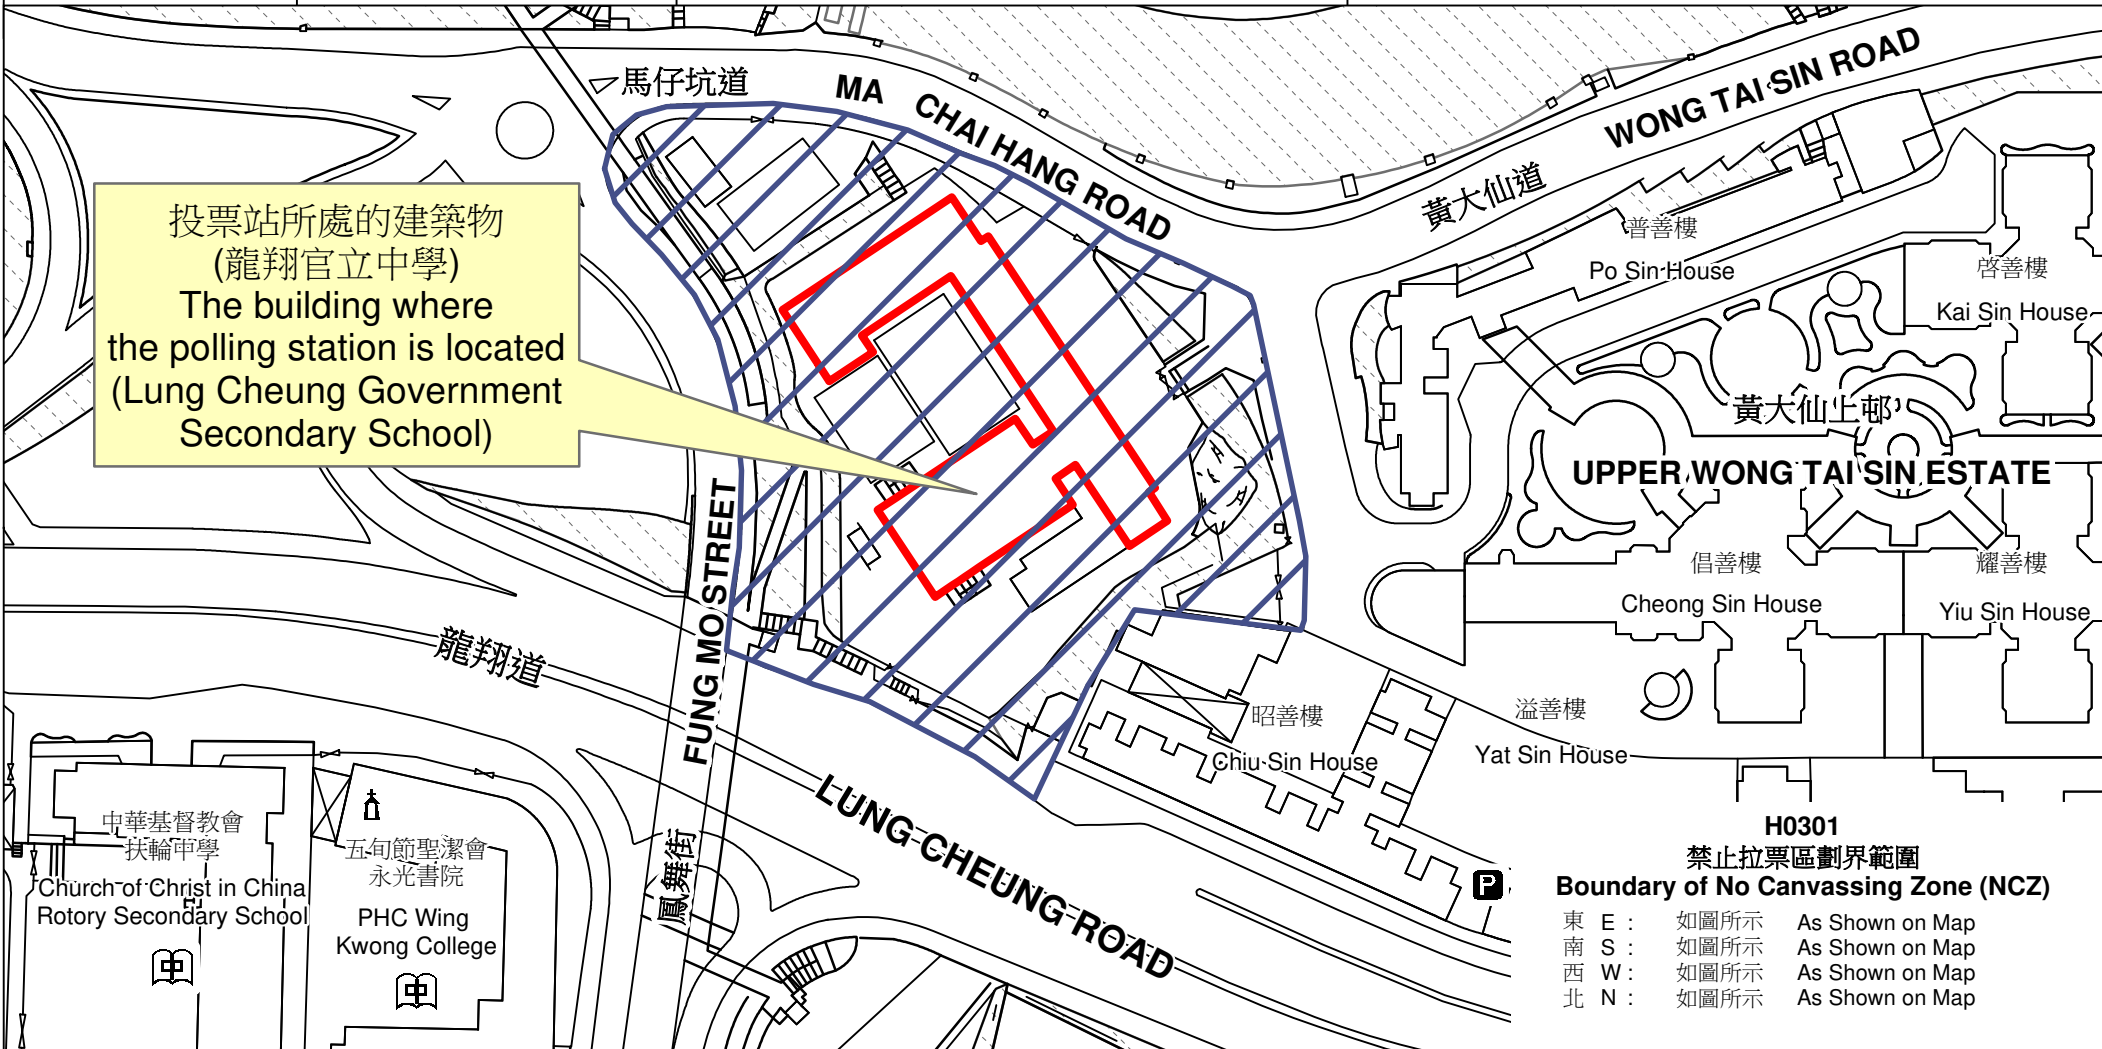 馬仔坑道
MA CHAI HANG ROAD
WONG TAI SIN ROAD
黃大仙道
投票站所處的建築物
(龍翔官立中學)
The building where
the polling station is located
(Lung Cheung Government
Secondary School)
普善樓
Po Sin House
啓善樓
Kai Sin House
黃大仙上邨
UPPER WONG TAI SIN ESTATE
倡善樓
Cheong Sin House
耀善樓
Yiu Sin House
FUNG MO STREET
鳳舞街
龍翔道
LUNG CHEUNG ROAD
昭善樓
Chiu Sin House
溢善樓
Yat Sin House
中華基督教會
扶輪中學
Church of Christ in China
Rotory Secondary School
中
五旬節聖潔會
永光書院
PHC Wing
Kwong College
中
P
H0301
禁止拉票區劃界範圍
Boundary of No Canvassing Zone (NCZ)
東 E : 如圖所示 As Shown on Map
南 S : 如圖所示 As Shown on Map
西 W : 如圖所示 As Shown on Map
北 N : 如圖所示 As Shown on Map